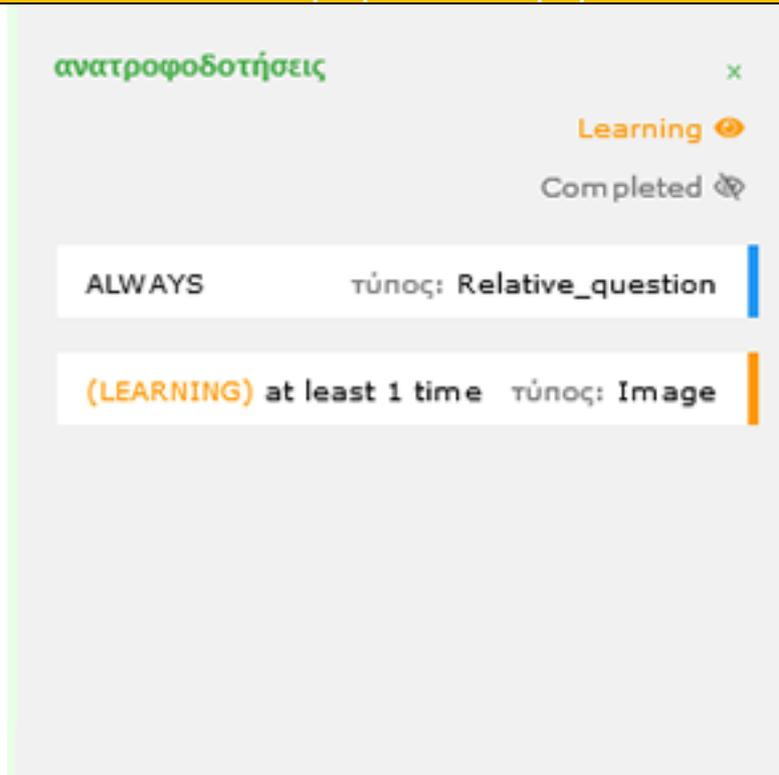 ανατροφοδοτήσεις x
Learning
Completed
ALWAYS τύπος: Relative_question
(LEARNING) at least 1 time τύπος: Image